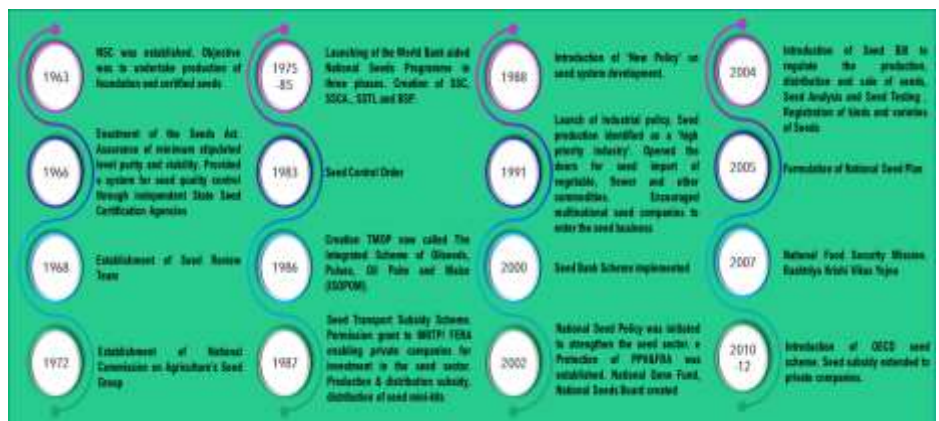 1963
NSC was established. Objective
was to undertake production of
foundation and certified seeds
1966
Enactment of the Seeds Act.
Assurance of minimum stipulated
level purity and viability. Provided
a system for seed quality control
through independent State Seed
Certification Agencies
1968
Establishment of Seed Review
Team
1972
Establishment of National
Commission on Agriculture's Seed
Group
1975
-85
Launching of the World Bank aided
National Seeds Programme in
three phases. Creation of SSC,
SSCA., SSTL and BSP.
1983
Seed Control Order
1986
Creation TMOP now called The
Integrated Scheme of Oilseeds,
Pulses, Oil Palm and Maize
(ISOPOM).
1987
Seed Transport Subsidy Scheme.
Permission grant to MRTP/ FERA
enabling private companies for
investment in the seed sector.
Production & distribution subsidy,
distribution of seed mini-kits
1988
Introduction of 'New Policy' on
seed system development.
1991
Launch of Industrial policy. Seed
production identified as a 'high
priority industry'. Opened the
doors for seed import of
vegetable, flower and other
commodities. Encouraged
multinational seed companies to
enter the seed business
2000
Seed Bank Scheme implemented
2002
National Seed Policy was initiated
to strengthen the seed sector, e
Protection of PPV&FRA was
established. National Gene Fund,
National Seeds Board created
2004
Introduction of Seed Bill to
regulate the production,
distribution and sale of seeds,
Seed Analysis and Seed Testing ,
Registration of kinds and varieties
of Seeds
2005
Formulation of National Seed Plan
2007
National Food Security Mission,
Rashtriya Krishi Vikas Yojna
2010
12
Introduction of OECD seed
scheme. Seed subsidy extended to
private companies.